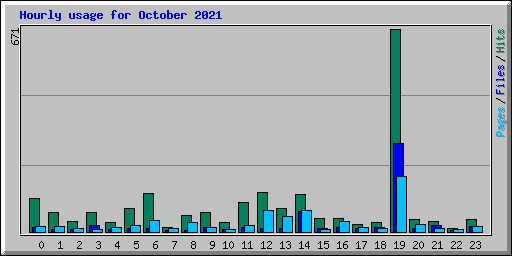 Hourly usage for October 2021
671
Pages/Files/Hits
0 1 2 3 4 5 6 7 8 9 10 11 12 13 14 15 16 17 18 19 20 21 22 23